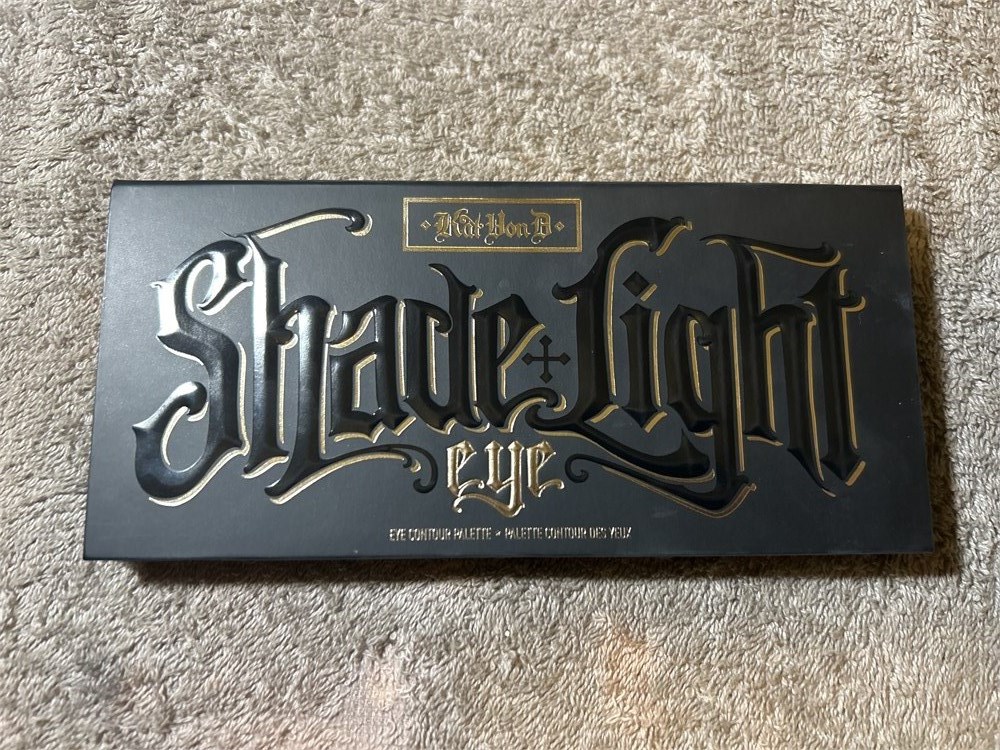 Kat Von D
Shade + Light
eye
EYE CONTOUR PALETTE • PALETTE CONTOUR DES YEUX